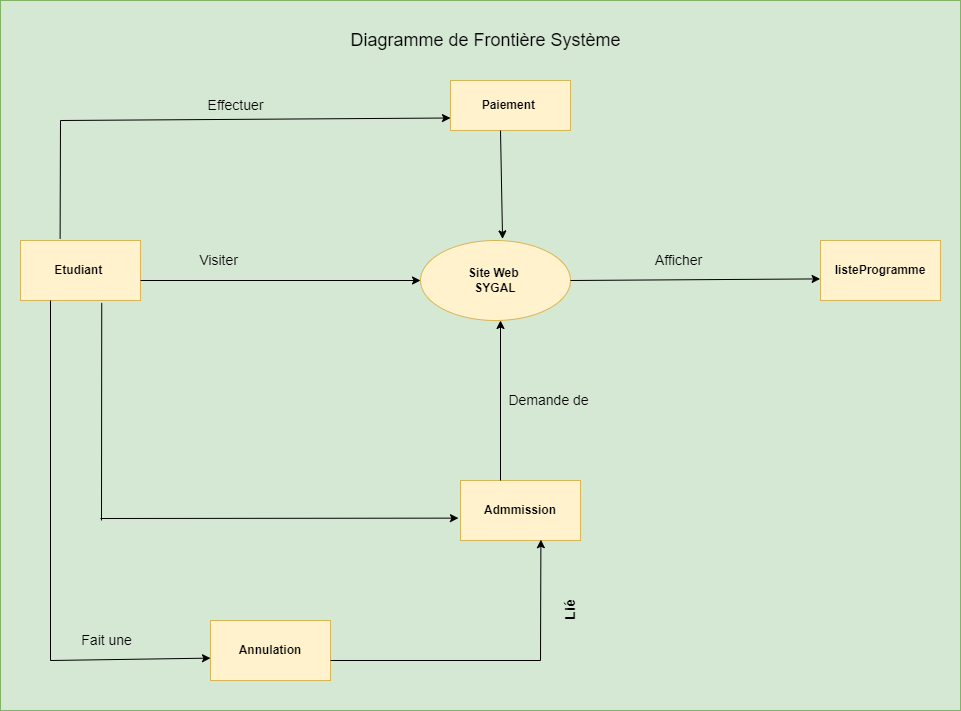 Diagramme de Frontière Système
Effectuer
Paiement
Etudiant
Visiter
Site Web
SYGAL
Afficher
listeProgramme
Demande de
Admmission
Lié
Fait une
Annulation